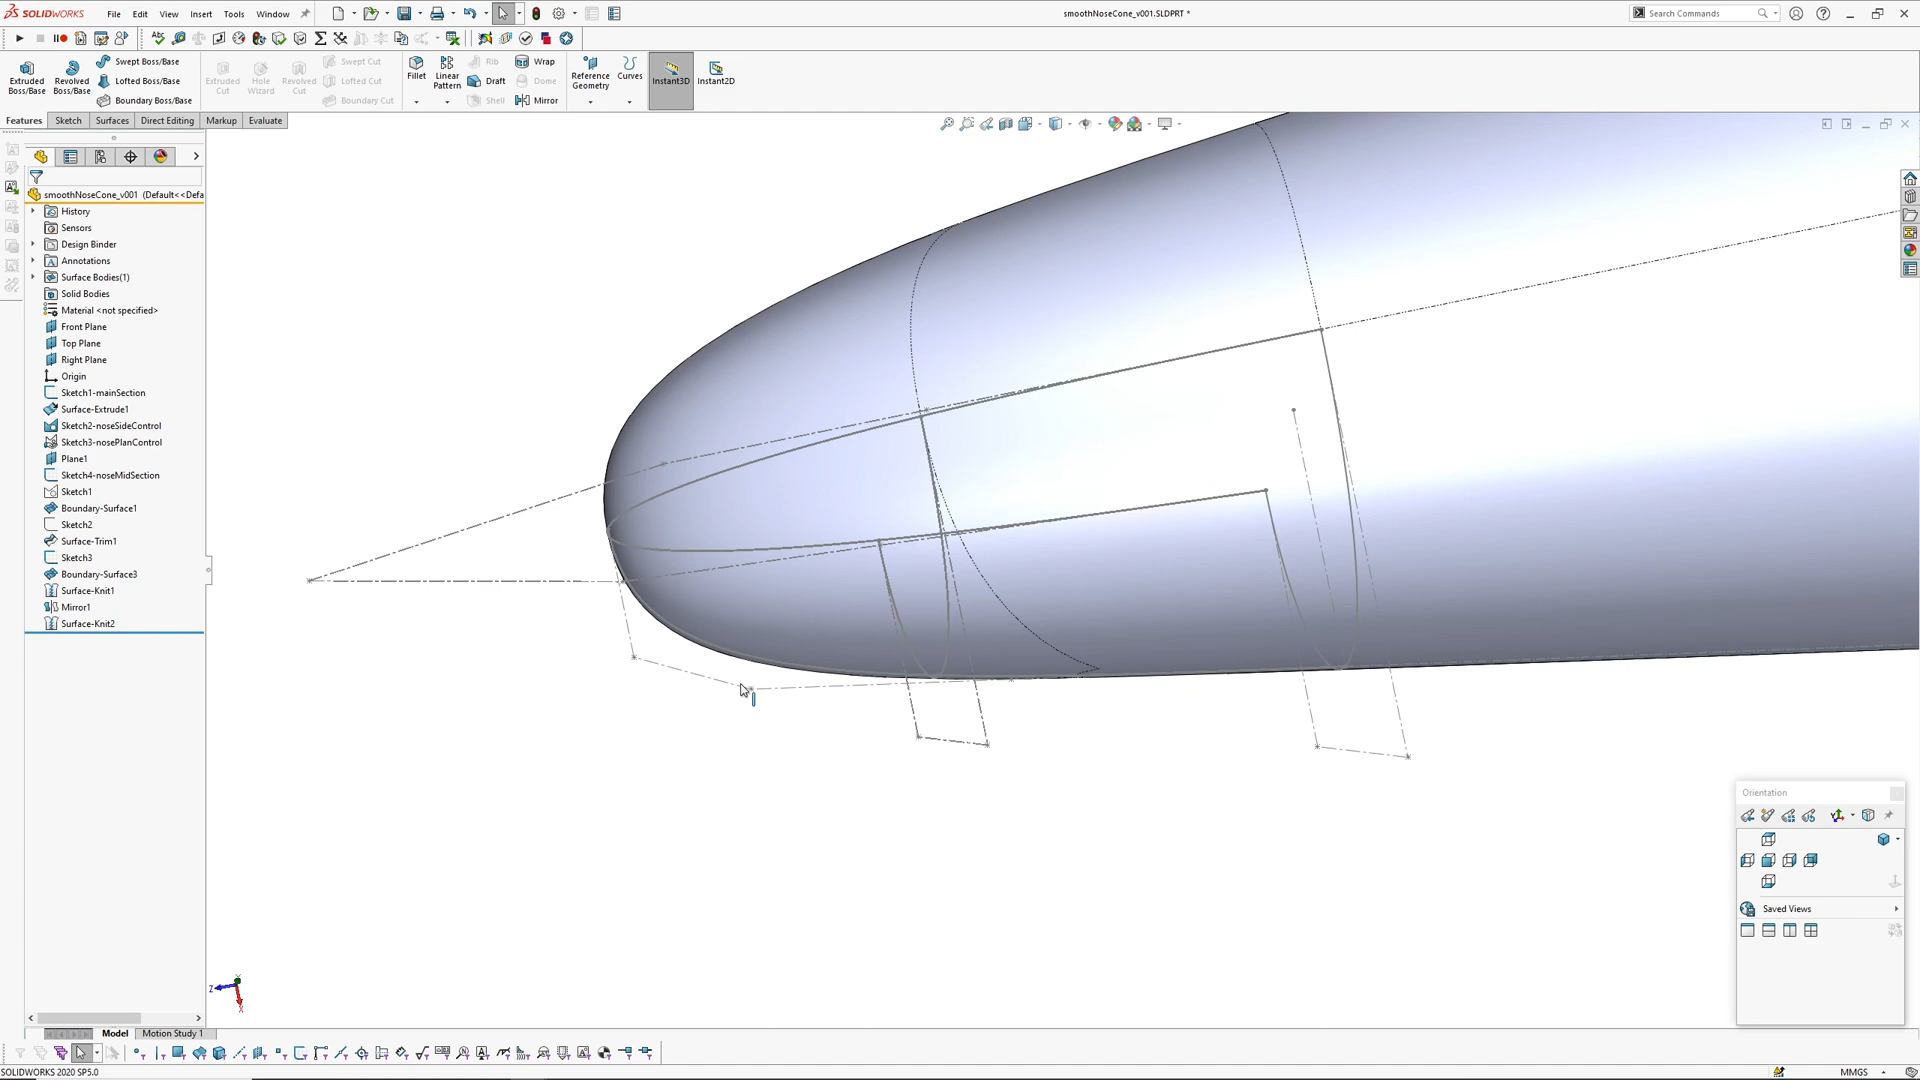 SOLIDWORKS File Edit View Insert Tools Window smoothNoseCone_v001.SLDPRT * Search Commands
Extruded Boss/Base Revolved Boss/Base Swept Boss/Base Lofted Boss/Base Boundary Boss/Base Extruded Cut Hole Wizard Revolved Cut Swept Cut Lofted Cut Boundary Cut Fillet Linear Pattern Rib Draft Shell Wrap Dome Mirror Reference Geometry Curves Instant3D Instant2D
Features Sketch Surfaces Markup Direct Editing Evaluate
smoothNoseCone_v001 (Default<<Defa
History
Sensors
Design Binder
Annotations
Surface Bodies(1)
Solid Bodies
Material <not specified>
Front Plane
Top Plane
Right Plane
Origin
Sketch1-mainSection
Surface-Extrude1
Sketch2-noseSideControl
Sketch3-nosePlanControl
Plane1
Sketch4-noseMidSection
Sketch1
Boundary-Surface1
Sketch2
Surface-Trim1
Sketch3
Boundary-Surface3
Surface-Knit1
Mirror1
Surface-Knit2
Orientation
Saved Views
Z
X
Model Motion Study 1
SOLIDWORKS 2020 SP5.0 MMGS